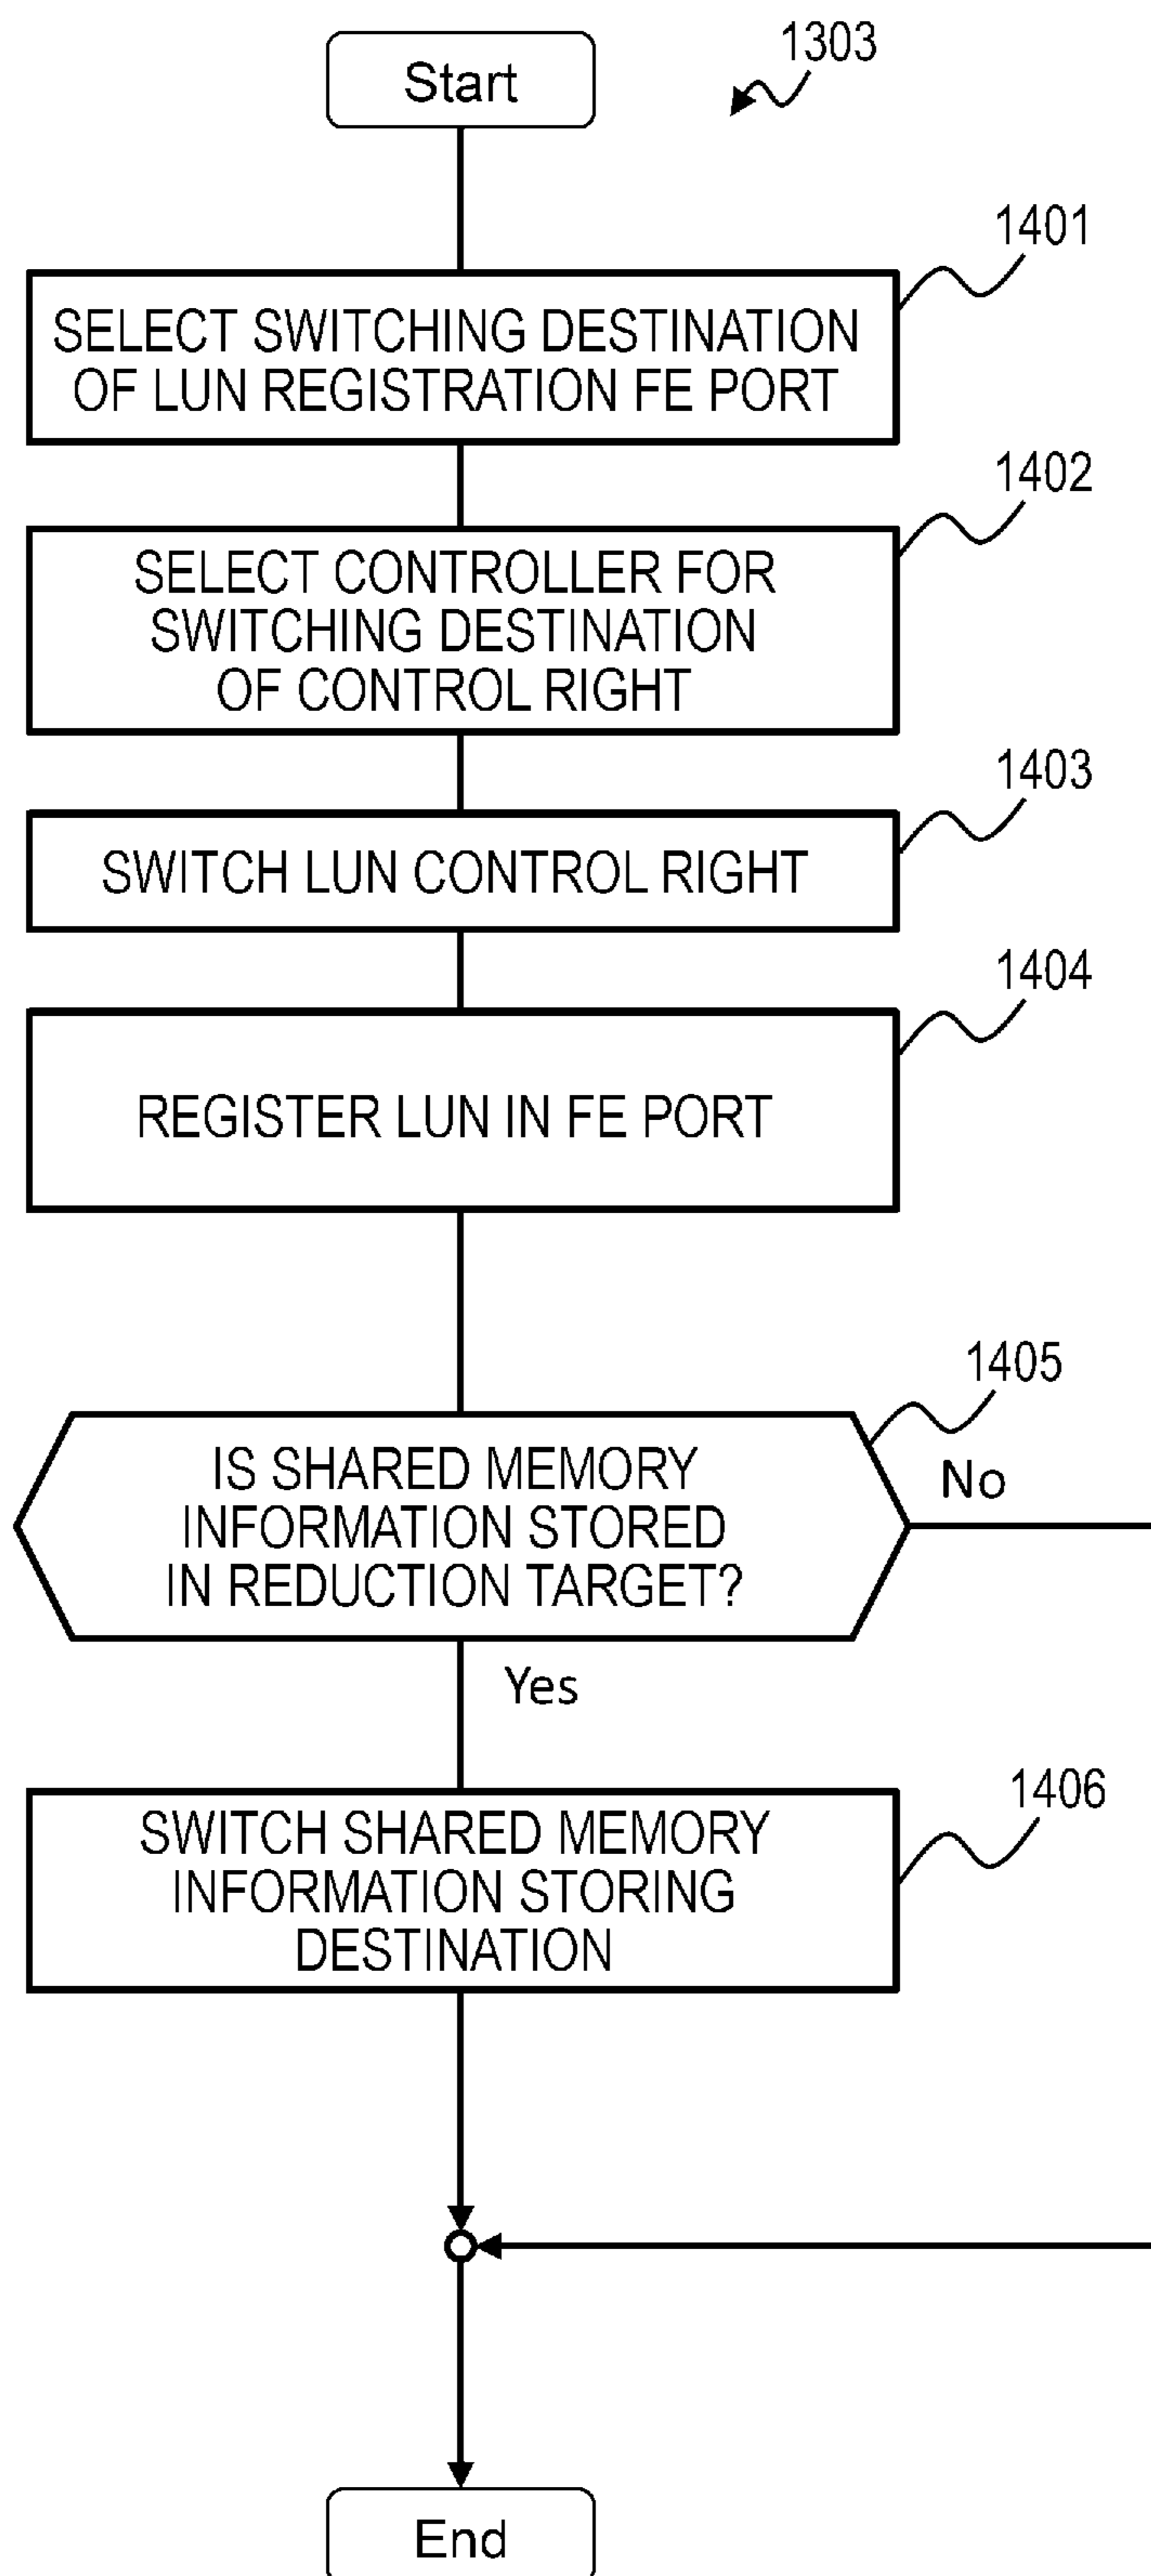 Start
1303
1401
SELECT SWITCHING DESTINATION
OF LUN REGISTRATION FE PORT
1402
SELECT CONTROLLER FOR
SWITCHING DESTINATION
OF CONTROL RIGHT
1403
SWITCH LUN CONTROL RIGHT
1404
REGISTER LUN IN FE PORT
1405
IS SHARED MEMORY
INFORMATION STORED
IN REDUCTION TARGET?
No
Yes
1406
SWITCH SHARED MEMORY
INFORMATION STORING
DESTINATION
End